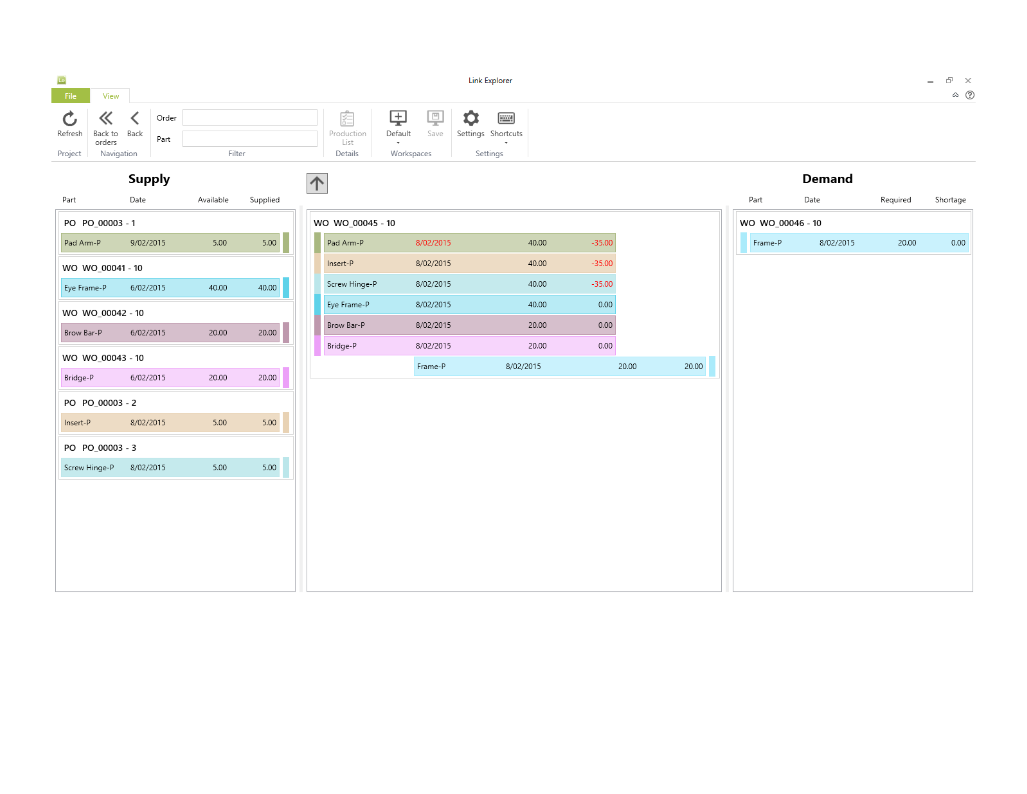 Link Explorer
File View
Refresh
Back to orders
Back
Order
Part
Production List
Default
Save
Settings
Shortcuts
Project
Navigation
Filter
Details
Workspaces
Settings
Supply
Part Date Available Supplied
PO PO_00003 - 1
Pad Arm-P 9/02/2015 5.00 5.00
WO WO_00041 - 10
Eye Frame-P 6/02/2015 40.00 40.00
WO WO_00042 - 10
Brow Bar-P 6/02/2015 20.00 20.00
WO WO_00043 - 10
Bridge-P 6/02/2015 20.00 20.00
PO PO_00003 - 2
Insert-P 8/02/2015 5.00 5.00
PO PO_00003 - 3
Screw Hinge-P 8/02/2015 5.00 5.00
WO WO_00045 - 10
Pad Arm-P 8/02/2015 40.00 -35.00
Insert-P 8/02/2015 40.00 -35.00
Screw Hinge-P 8/02/2015 40.00 -35.00
Eye Frame-P 8/02/2015 40.00 0.00
Brow Bar-P 8/02/2015 20.00 0.00
Bridge-P 8/02/2015 20.00 0.00
Frame-P 8/02/2015 20.00 20.00
Demand
Part Date Required Shortage
WO WO_00046 - 10
Frame-P 8/02/2015 20.00 0.00